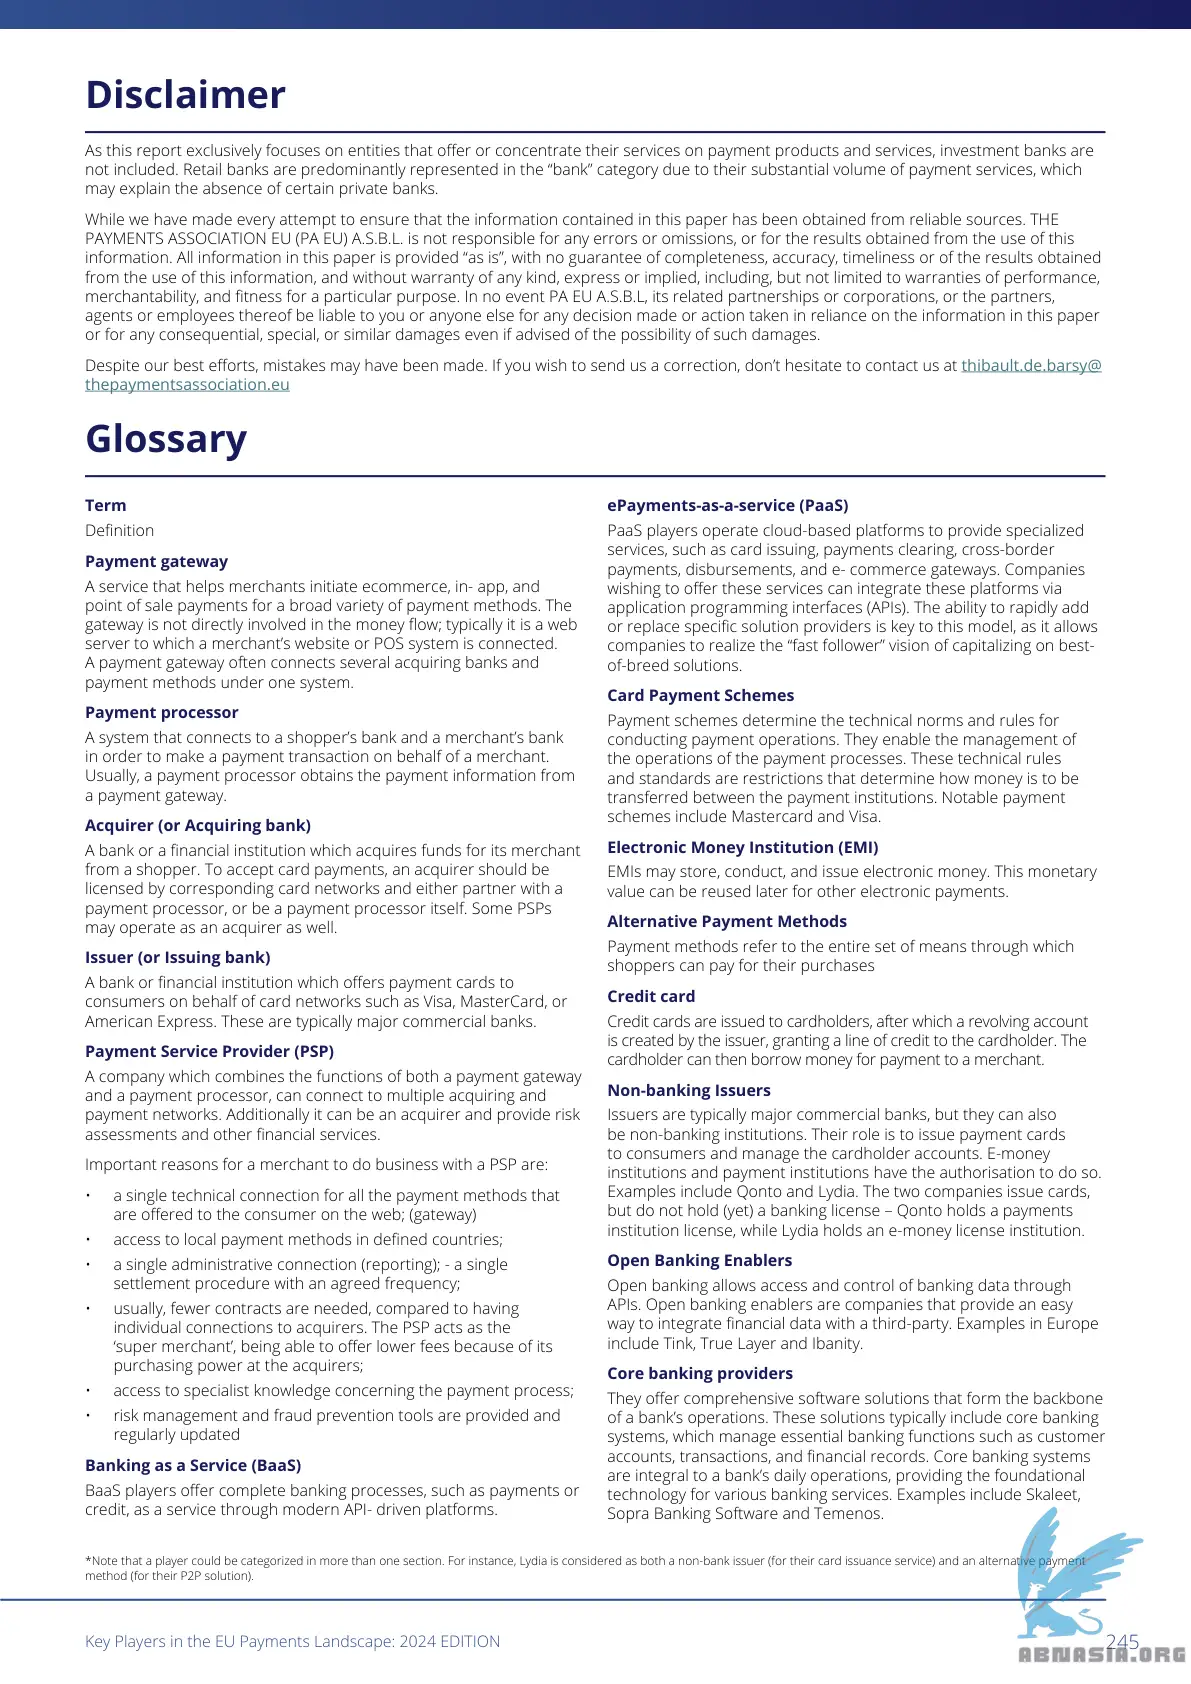 Disclaimer
As this report exclusively focuses on entities that offer or concentrate their services on payment products and services, investment banks are
not included. Retail banks are predominantly represented in the “bank” category due to their substantial volume of payment services, which
may explain the absence of certain private banks.
While we have made every attempt to ensure that the information contained in this paper has been obtained from reliable sources. THE
PAYMENTS ASSOCIATION EU (PA EU) A.S.B.L. is not responsible for any errors or omissions, or for the results obtained from the use of this
information. All information in this paper is provided “as is”, with no guarantee of completeness, accuracy, timeliness or of the results obtained
from the use of this information, and without warranty of any kind, express or implied, including, but not limited to warranties of performance,
merchantability, and fitness for a particular purpose. In no event PA EU A.S.B.L, its related partnerships or corporations, or the partners,
agents or employees thereof be liable to you or anyone else for any decision made or action taken in reliance on the information in this paper
or for any consequential, special, or similar damages even if advised of the possibility of such damages.
Despite our best efforts, mistakes may have been made. If you wish to send us a correction, don’t hesitate to contact us at thibault.de.barsy@
thepaymentsassociation.eu
Glossary
Term
Definition
Payment gateway
A service that helps merchants initiate ecommerce, in- app, and
point of sale payments for a broad variety of payment methods. The
gateway is not directly involved in the money flow; typically it is a web
server to which a merchant’s website or POS system is connected.
A payment gateway often connects several acquiring banks and
payment methods under one system.
Payment processor
A system that connects to a shopper’s bank and a merchant’s bank
in order to make a payment transaction on behalf of a merchant.
Usually, a payment processor obtains the payment information from
a payment gateway.
Acquirer (or Acquiring bank)
A bank or a financial institution which acquires funds for its merchant
from a shopper. To accept card payments, an acquirer should be
licensed by corresponding card networks and either partner with a
payment processor, or be a payment processor itself. Some PSPs
may operate as an acquirer as well.
Issuer (or Issuing bank)
A bank or financial institution which offers payment cards to
consumers on behalf of card networks such as Visa, MasterCard, or
American Express. These are typically major commercial banks.
Payment Service Provider (PSP)
A company which combines the functions of both a payment gateway
and a payment processor, can connect to multiple acquiring and
payment networks. Additionally it can be an acquirer and provide risk
assessments and other financial services.
Important reasons for a merchant to do business with a PSP are:
• a single technical connection for all the payment methods that
are offered to the consumer on the web; (gateway)
• access to local payment methods in defined countries;
• a single administrative connection (reporting); - a single
settlement procedure with an agreed frequency;
• usually, fewer contracts are needed, compared to having
individual connections to acquirers. The PSP acts as the
‘super merchant’, being able to offer lower fees because of its
purchasing power at the acquirers;
• access to specialist knowledge concerning the payment process;
• risk management and fraud prevention tools are provided and
regularly updated
Banking as a Service (BaaS)
BaaS players offer complete banking processes, such as payments or
credit, as a service through modern API- driven platforms.
ePayments-as-a-service (PaaS)
PaaS players operate cloud-based platforms to provide specialized
services, such as card issuing, payments clearing, cross-border
payments, disbursements, and e- commerce gateways. Companies
wishing to offer these services can integrate these platforms via
application programming interfaces (APIs). The ability to rapidly add
or replace specific solution providers is key to this model, as it allows
companies to realize the “fast follower” vision of capitalizing on best-
of-breed solutions.
Card Payment Schemes
Payment schemes determine the technical norms and rules for
conducting payment operations. They enable the management of
the operations of the payment processes. These technical rules
and standards are restrictions that determine how money is to be
transferred between the payment institutions. Notable payment
schemes include Mastercard and Visa.
Electronic Money Institution (EMI)
EMIs may store, conduct, and issue electronic money. This monetary
value can be reused later for other electronic payments.
Alternative Payment Methods
Payment methods refer to the entire set of means through which
shoppers can pay for their purchases
Credit card
Credit cards are issued to cardholders, after which a revolving account
is created by the issuer, granting a line of credit to the cardholder. The
cardholder can then borrow money for payment to a merchant.
Non-banking Issuers
Issuers are typically major commercial banks, but they can also
be non-banking institutions. Their role is to issue payment cards
to consumers and manage the cardholder accounts. E-money
institutions and payment institutions have the authorisation to do so.
Examples include Qonto and Lydia. The two companies issue cards,
but do not hold (yet) a banking license – Qonto holds a payments
institution license, while Lydia holds an e-money license institution.
Open Banking Enablers
Open banking allows access and control of banking data through
APIs. Open banking enablers are companies that provide an easy
way to integrate financial data with a third-party. Examples in Europe
include Tink, True Layer and Ibanity.
Core banking providers
They offer comprehensive software solutions that form the backbone
of a bank’s operations. These solutions typically include core banking
systems, which manage essential banking functions such as customer
accounts, transactions, and financial records. Core banking systems
are integral to a bank’s daily operations, providing the foundational
technology for various banking services. Examples include Skaleet,
Sopra Banking Software and Temenos.
*Note that a player could be categorized in more than one section. For instance, Lydia is considered as both a non-bank issuer (for their card issuance service) and an alternative payment
method (for their P2P solution).
Key Players in the EU Payments Landscape: 2024 EDITION
245
ABNASIA.ORG